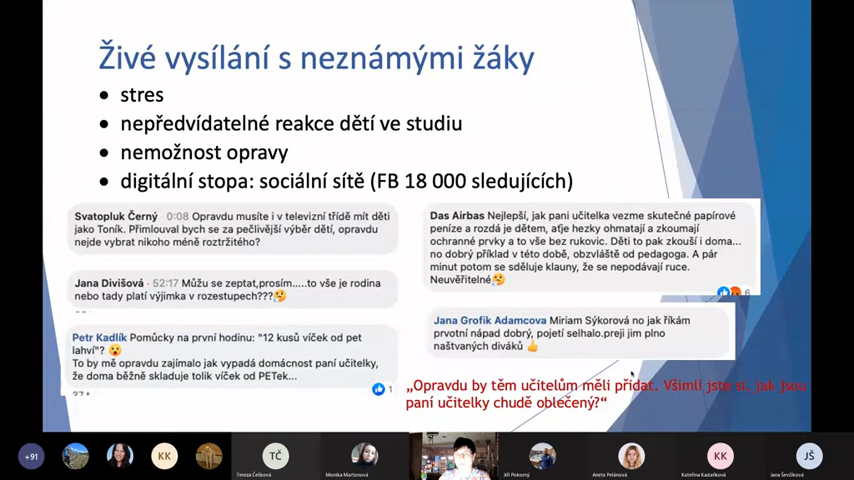 Živé vysílání s neznámými žáky
• stres
• nepředvídatelné reakce dětí ve studiu
• nemožnost opravy
• digitální stopa: sociální sítě (FB 18 000 sledujících)
Svatopluk Černý · 0:08 Opravdu musíte i v televizní třídě mít děti
jako Toník. Přimlouval bych se za pečlivější výběr dětí, opravdu
nejde vybrat nikoho méně roztržitého?
Jana Divišová · 52:17 Můžu se zeptat,prosím.....to vše je rodina
nebo tady platí výjimka v rozestupech???
Petr Kadlík Pomůcky na první hodinu: "12 kusů víček od pet
lahví"?
To by mě opravdu zajímalo jak vypadá domácnost paní učitelky,
že doma běžně skladuje tolik víček od PETek...
1
Das Airbas Nejlepší, jak pani učitelka vezme skutečné papírové
peníze a rozdá je dětem, aťje hezky ohmatají a zkoumají
ochranné prvky a to vše bez rukovic. Děti to pak zkouší i doma...
no dobrý příklad v této době, obzvláště od pedagoga. A pár
minut potom se sděluje klauny, že se nepodávají ruce.
Neuvěřitelné
6
Jana Grofik Adamcova Miriam Sýkorová no jak říkám
prvotní nápad dobrý, pojetí selhalo.preji jim plno
naštvaných diváků
„Opravdu by těm učitelům měli přidat. Všimli jste si, jak jsou
paní učitelky chudě oblečený?“
+91
KK
TČ
Tereza Češková
Monika Martonová
Jiří Pokorný
Aneta Petánová
KK
Kateřina Kastelíková
JŠ
Jana Ševčíková